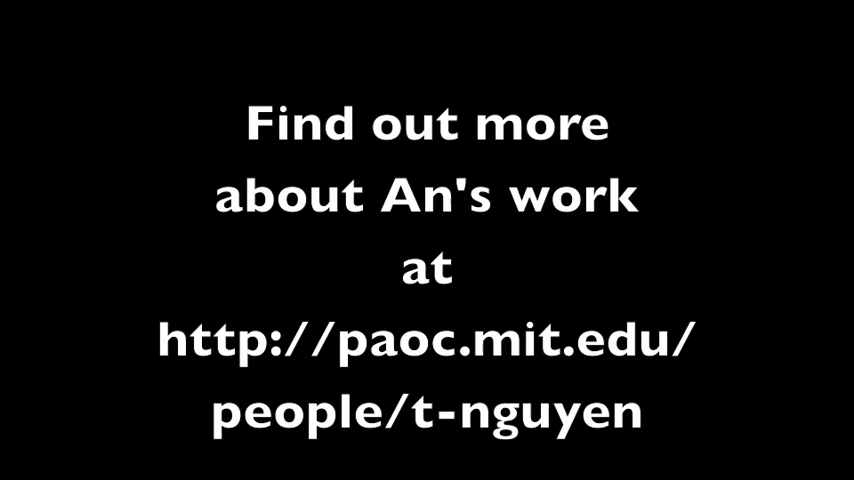 Find out more
about An's work
at
http://paoc.mit.edu/
people/t-nguyen